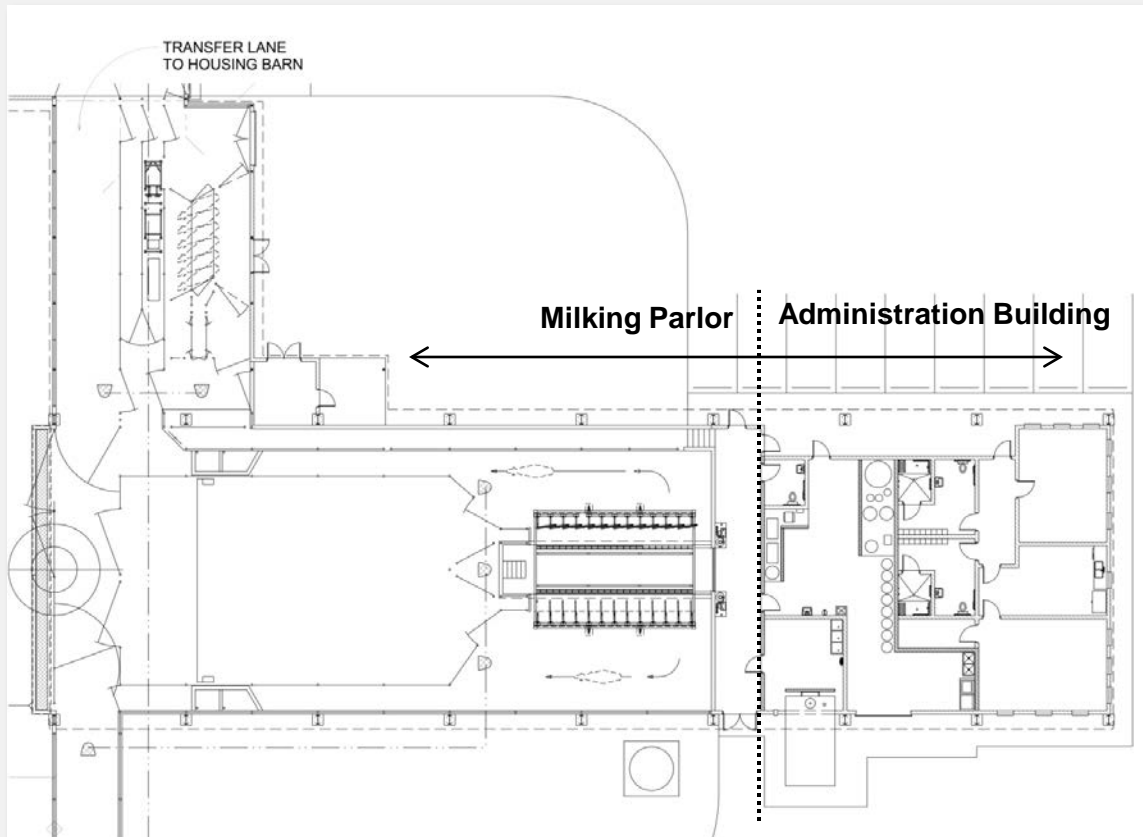 TRANSFER LANE
TO HOUSING BARN
Milking Parlor
Administration Building